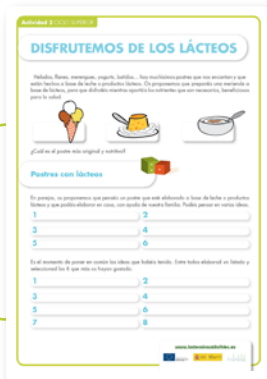 Actividad 2 CICLO SUPERIOR
DISFRUTEMOS DE LOS LÁCTEOS
Helados, flanes, merengues, yogurts, batidos... hay muchísimos postres que nos encantan y que
están hechos a base de leche o productos lácteos. Os proponemos que preparéis una merienda a
base de lácteos, para que disfrutéis mientras aportáis los nutrientes que son necesarios, beneficiosos
para la salud.
¿Cuál es el postre más original y nutritivo?
Postres con lácteos
En parejas, os proponemos que penséis un postre que esté elaborado a base de leche o productos
lácteos y que podáis elaborar en casa, con ayuda de vuestra familia. Podéis pensar en varias ideas.
1 2
3 4
5 6
Es el momento de poner en común las ideas que habéis tenido. Entre todos elaborad un listado y
seleccionad los 8 que más os hayan gustado.
1 2
3 4
5 6
7 8